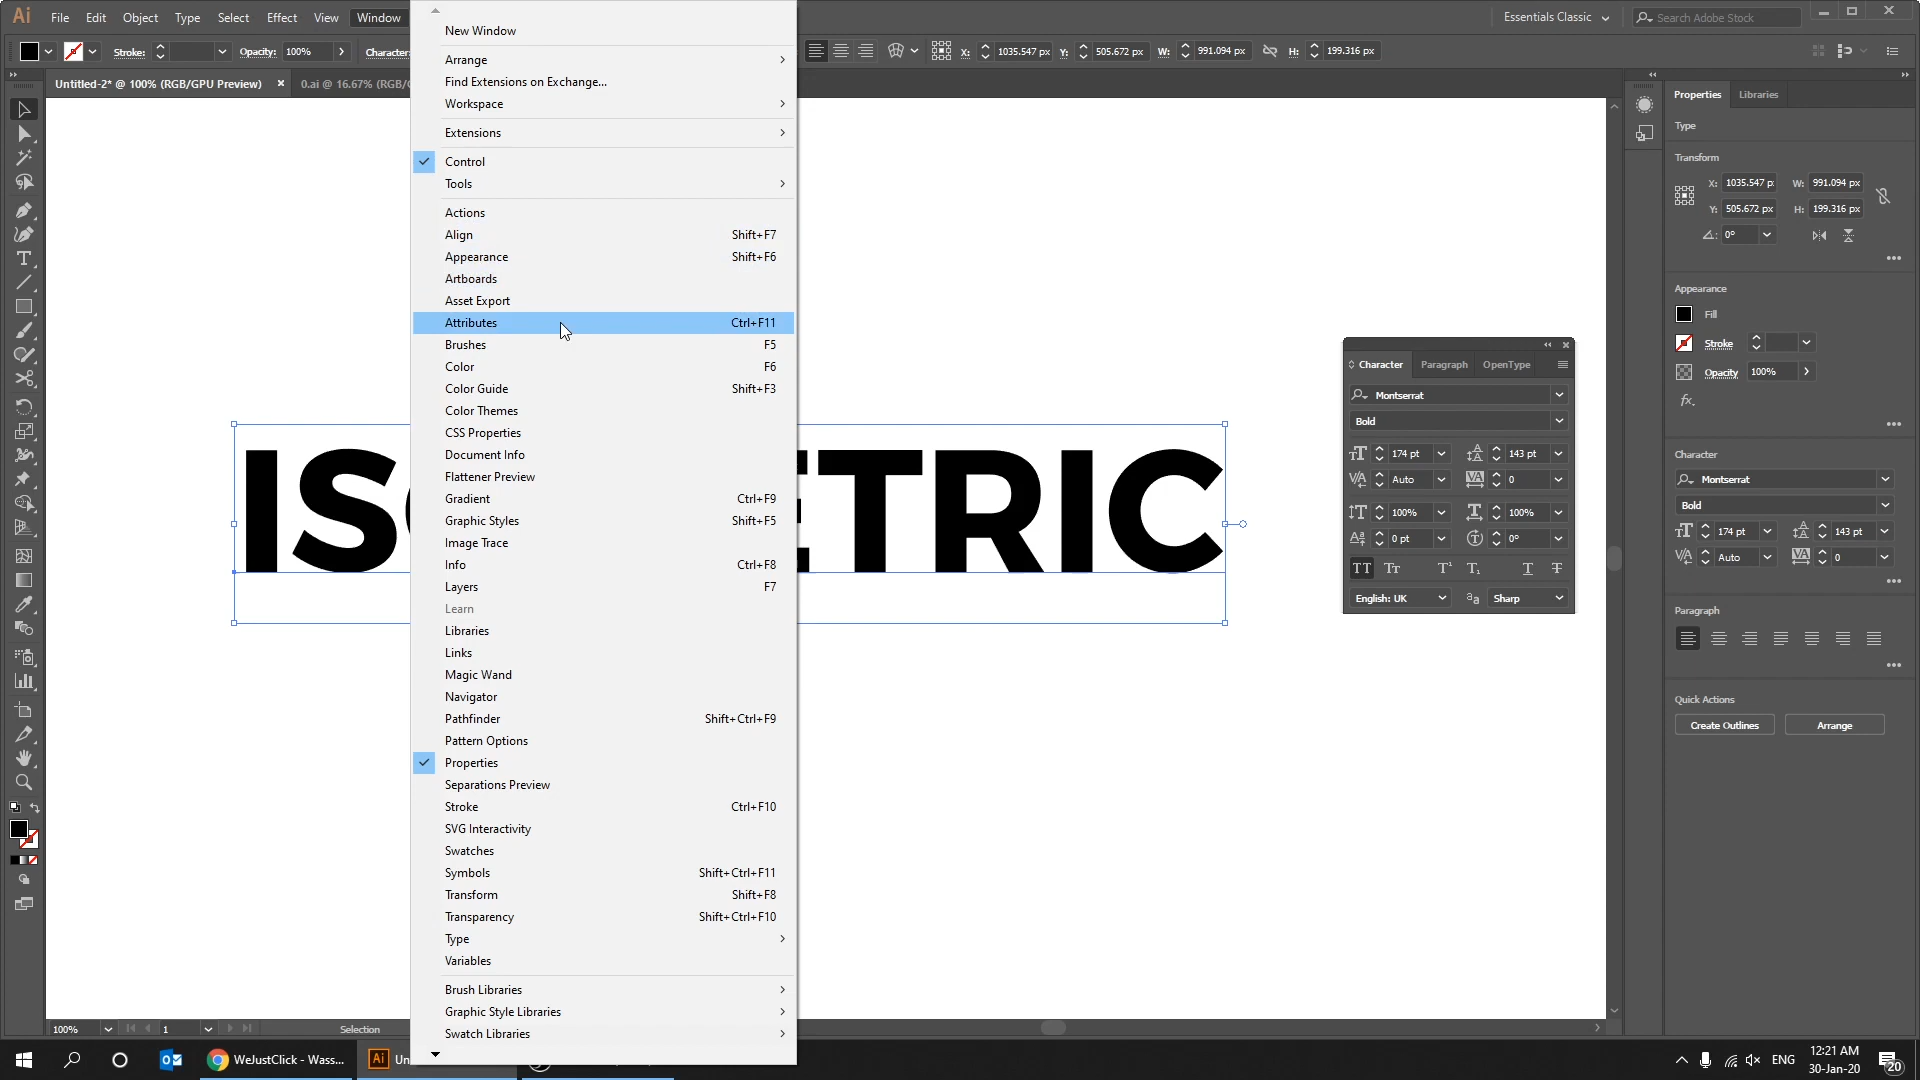 Ai File Edit Object Type Select Effect View Window
Essentials Classic
Search Adobe Stock
Stroke:
Opacity: 100%
Character:
X: 1035.547 px Y: 505.672 px W: 991.094 px H: 199.316 px
Untitled-2* @ 100% (RGB/GPU Preview) ×
0.ai @ 16.67% (RGB/G
New Window
Arrange
Find Extensions on Exchange...
Workspace
Extensions
Control
Tools
Actions
Align Shift+F7
Appearance Shift+F6
Artboards
Asset Export
Attributes Ctrl+F11
Brushes F5
Color F6
Color Guide Shift+F3
Color Themes
CSS Properties
Document Info
Flattener Preview
Gradient Ctrl+F9
Graphic Styles Shift+F5
Image Trace
Info Ctrl+F8
Layers F7
Learn
Libraries
Links
Magic Wand
Navigator
Pathfinder Shift+Ctrl+F9
Pattern Options
Properties
Separations Preview
Stroke Ctrl+F10
SVG Interactivity
Swatches
Symbols Shift+Ctrl+F11
Transform Shift+F8
Transparency Shift+Ctrl+F10
Type
Variables
Brush Libraries
Graphic Style Libraries
Swatch Libraries
IS
ETRIC
Character Paragraph OpenType
Montserrat
Bold
174 pt 143 pt
Auto 0
100% 100%
0 pt 0°
English: UK Sharp
Properties Libraries
Type
Transform
X: 1035.547 p W: 991.094 px
Y: 505.672 px H: 199.316 px
0°
Appearance
Fill
Stroke
Opacity 100%
fx
Character
Montserrat
Bold
174 pt 143 pt
Auto 0
Paragraph
Quick Actions
Create Outlines Arrange
100% 1 Selection
WeJustClick - Wass...
Ai Un
ENG
12:21 AM
30-Jan-20
20